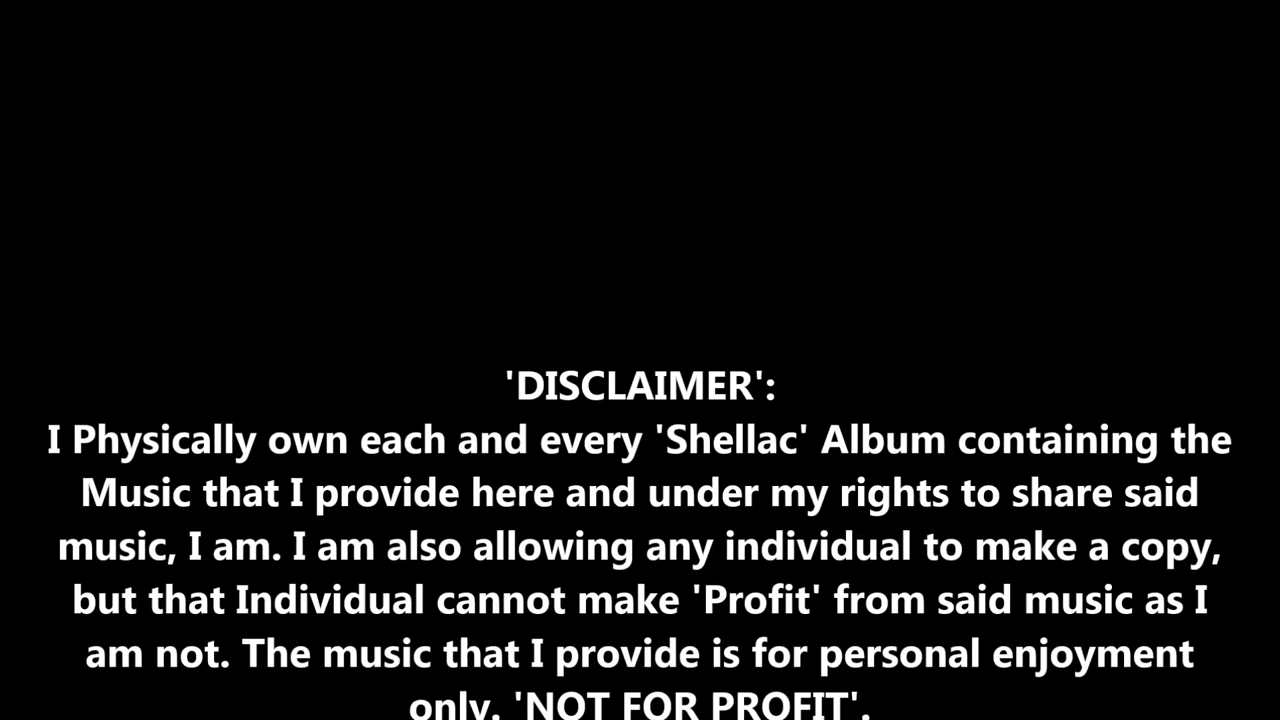 'DISCLAIMER':
I Physically own each and every 'Shellac' Album containing the
Music that I provide here and under my rights to share said
music, I am. I am also allowing any individual to make a copy,
but that Individual cannot make 'Profit' from said music as I
am not. The music that I provide is for personal enjoyment
only. 'NOT FOR PROFIT'.